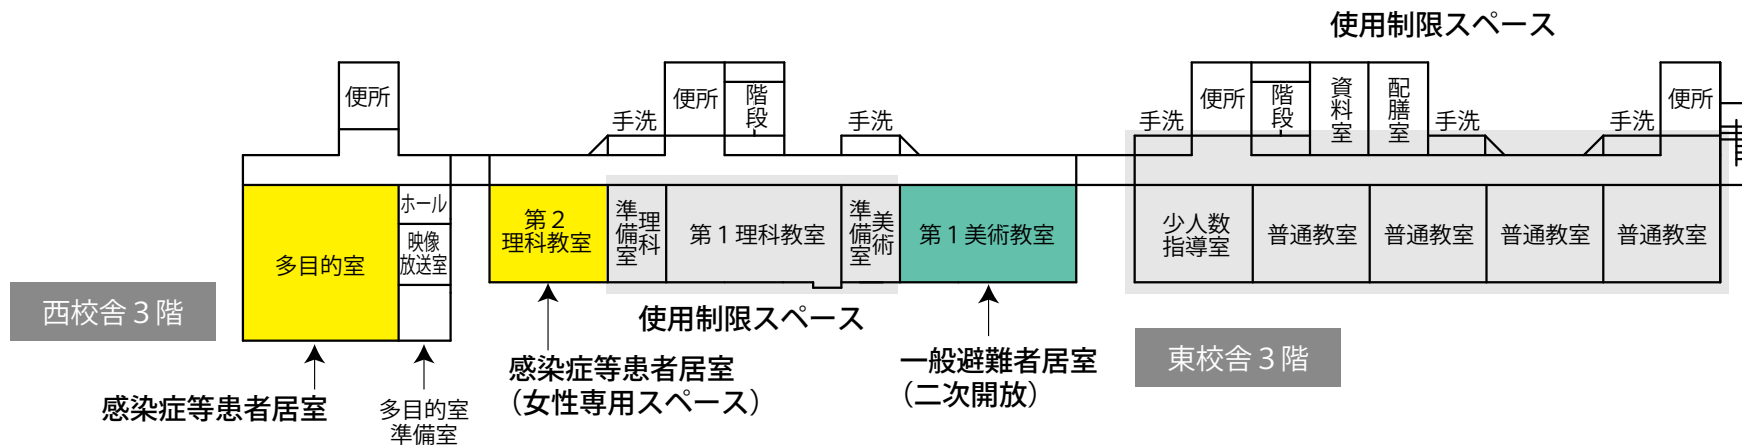 使用制限スペース
便所
手洗
便所
階段
手洗
手洗
便所
階段
資料室
配膳室
手洗
手洗
便所
多目的室
ホール
映像
放送室
第２
理科教室
理科
準備室
第１理科教室
美術
準備室
第１美術教室
少人数
指導室
普通教室
普通教室
普通教室
普通教室
西校舎３階
使用制限スペース
東校舎３階
感染症等患者居室
多目的室
準備室
感染症等患者居室
（女性専用スペース）
一般避難者居室
（二次開放）